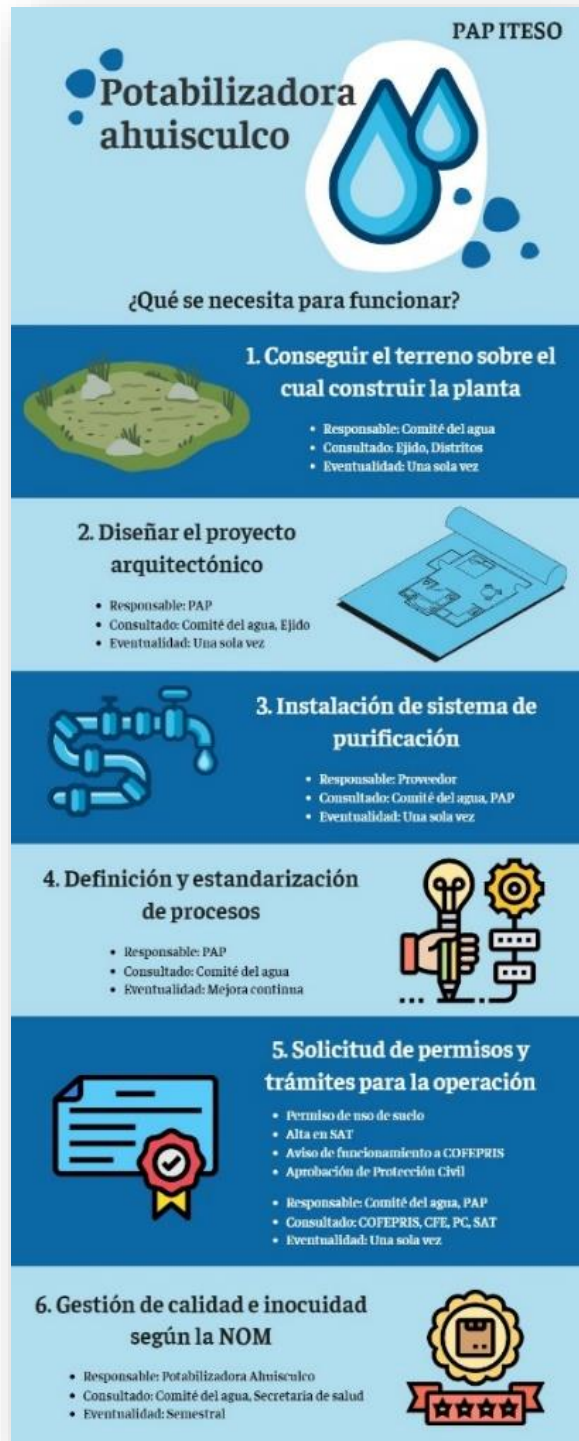 PAP ITESO
Potabilizadora
ahuisculco
¿Qué se necesita para funcionar?
1. Conseguir el terreno sobre el
cual construir la planta
• Responsable: Comité del agua
• Consultado: Ejido, Distritos
• Eventualidad: Una sola vez
2. Diseñar el proyecto
arquitectónico
• Responsable: PAP
• Consultado: Comité del agua, Ejido
• Eventualidad: Una sola vez
3. Instalación de sistema de
purificación
• Responsable: Proveedor
• Consultado: Comité del agua, PAP
• Eventualidad: Una sola vez
4. Definición y estandarización
de procesos
• Responsable: PAP
• Consultado: Comité del agua
• Eventualidad: Mejora continua
5. Solicitud de permisos y
trámites para la operación
• Permiso de uso de suelo
• Alta en SAT
• Aviso de funcionamiento a COFEPRIS
• Aprobación de Protección Civil
• Responsable: Comité del agua, PAP
• Consultado: COFEPRIS, CFE, PC, SAT
• Eventualidad: Una sola vez
6. Gestión de calidad e inocuidad
según la NOM
• Responsable: Potabilizadora Ahuisculco
• Consultado: Comité del agua, Secretaría de salud
• Eventualidad: Semestral